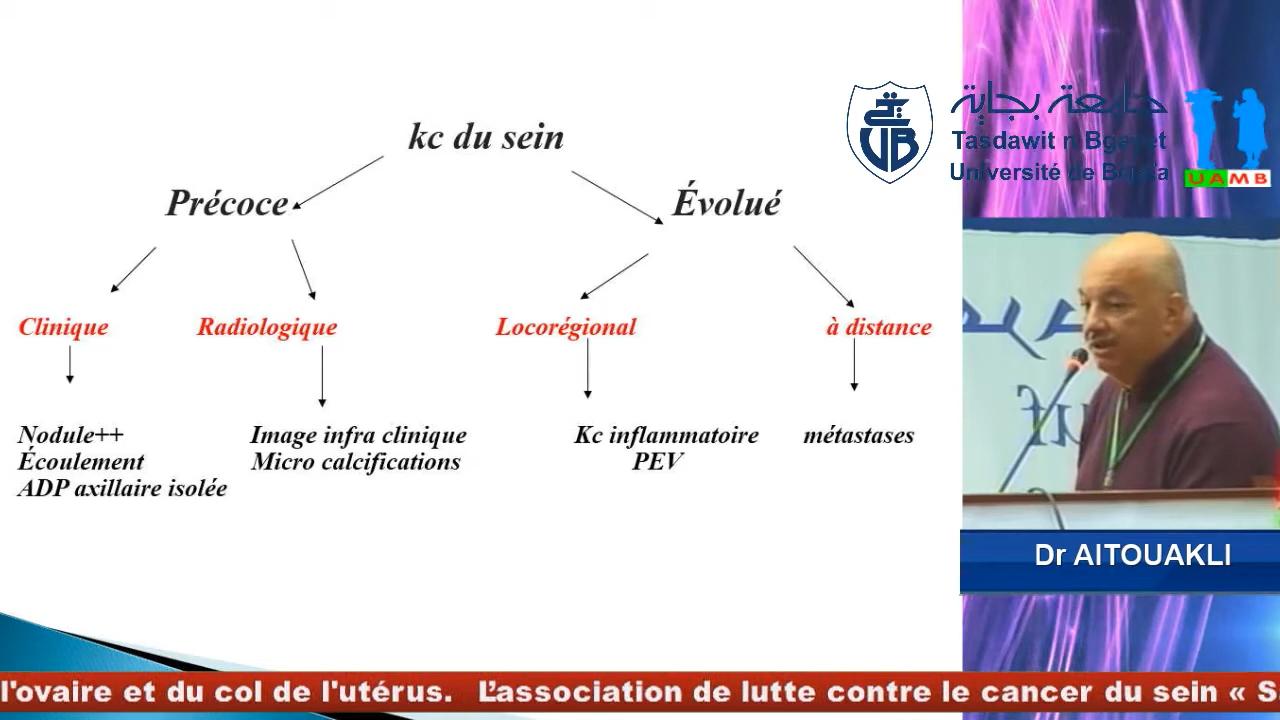 kc du sein
Précoce
Évolué
Clinique
Radiologique
Locorégional
à distance
Nodule++
Écoulement
ADP axillaire isolée
Image infra clinique
Micro calcifications
Kc inflammatoire
PEV
métastases
جامعة بجاية
Tasdawit n Bgayet
Université de Béjaïa
UAMB
Dr AITOUAKLI
l'ovaire et du col de l'utérus. L'association de lutte contre le cancer du sein «